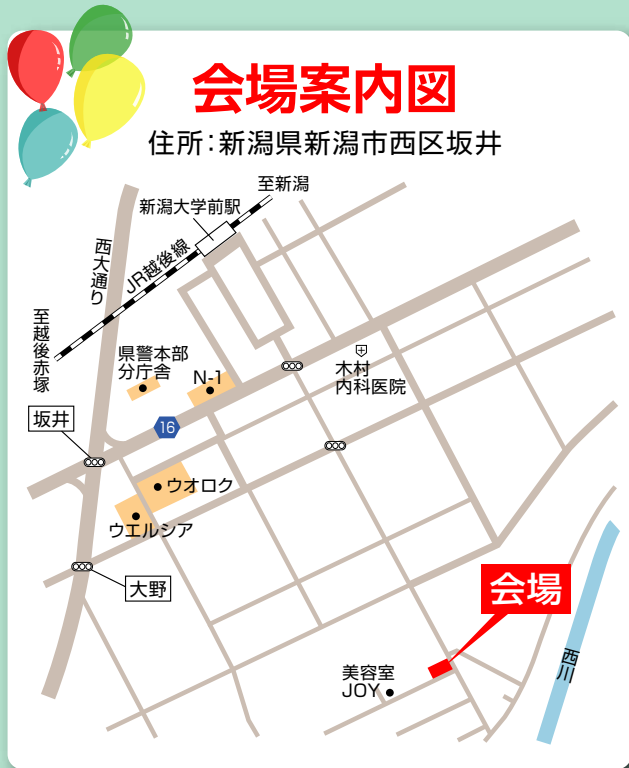 会場案内図
住所：新潟県新潟市西区坂井
至新潟
新潟大学前駅
西大通り
JR越後線
至越後赤塚
県警本部
分庁舎
N-1
木村
内科医院
坂井
16
ウオロク
ウエルシア
大野
会場
美容室
JOY
西川